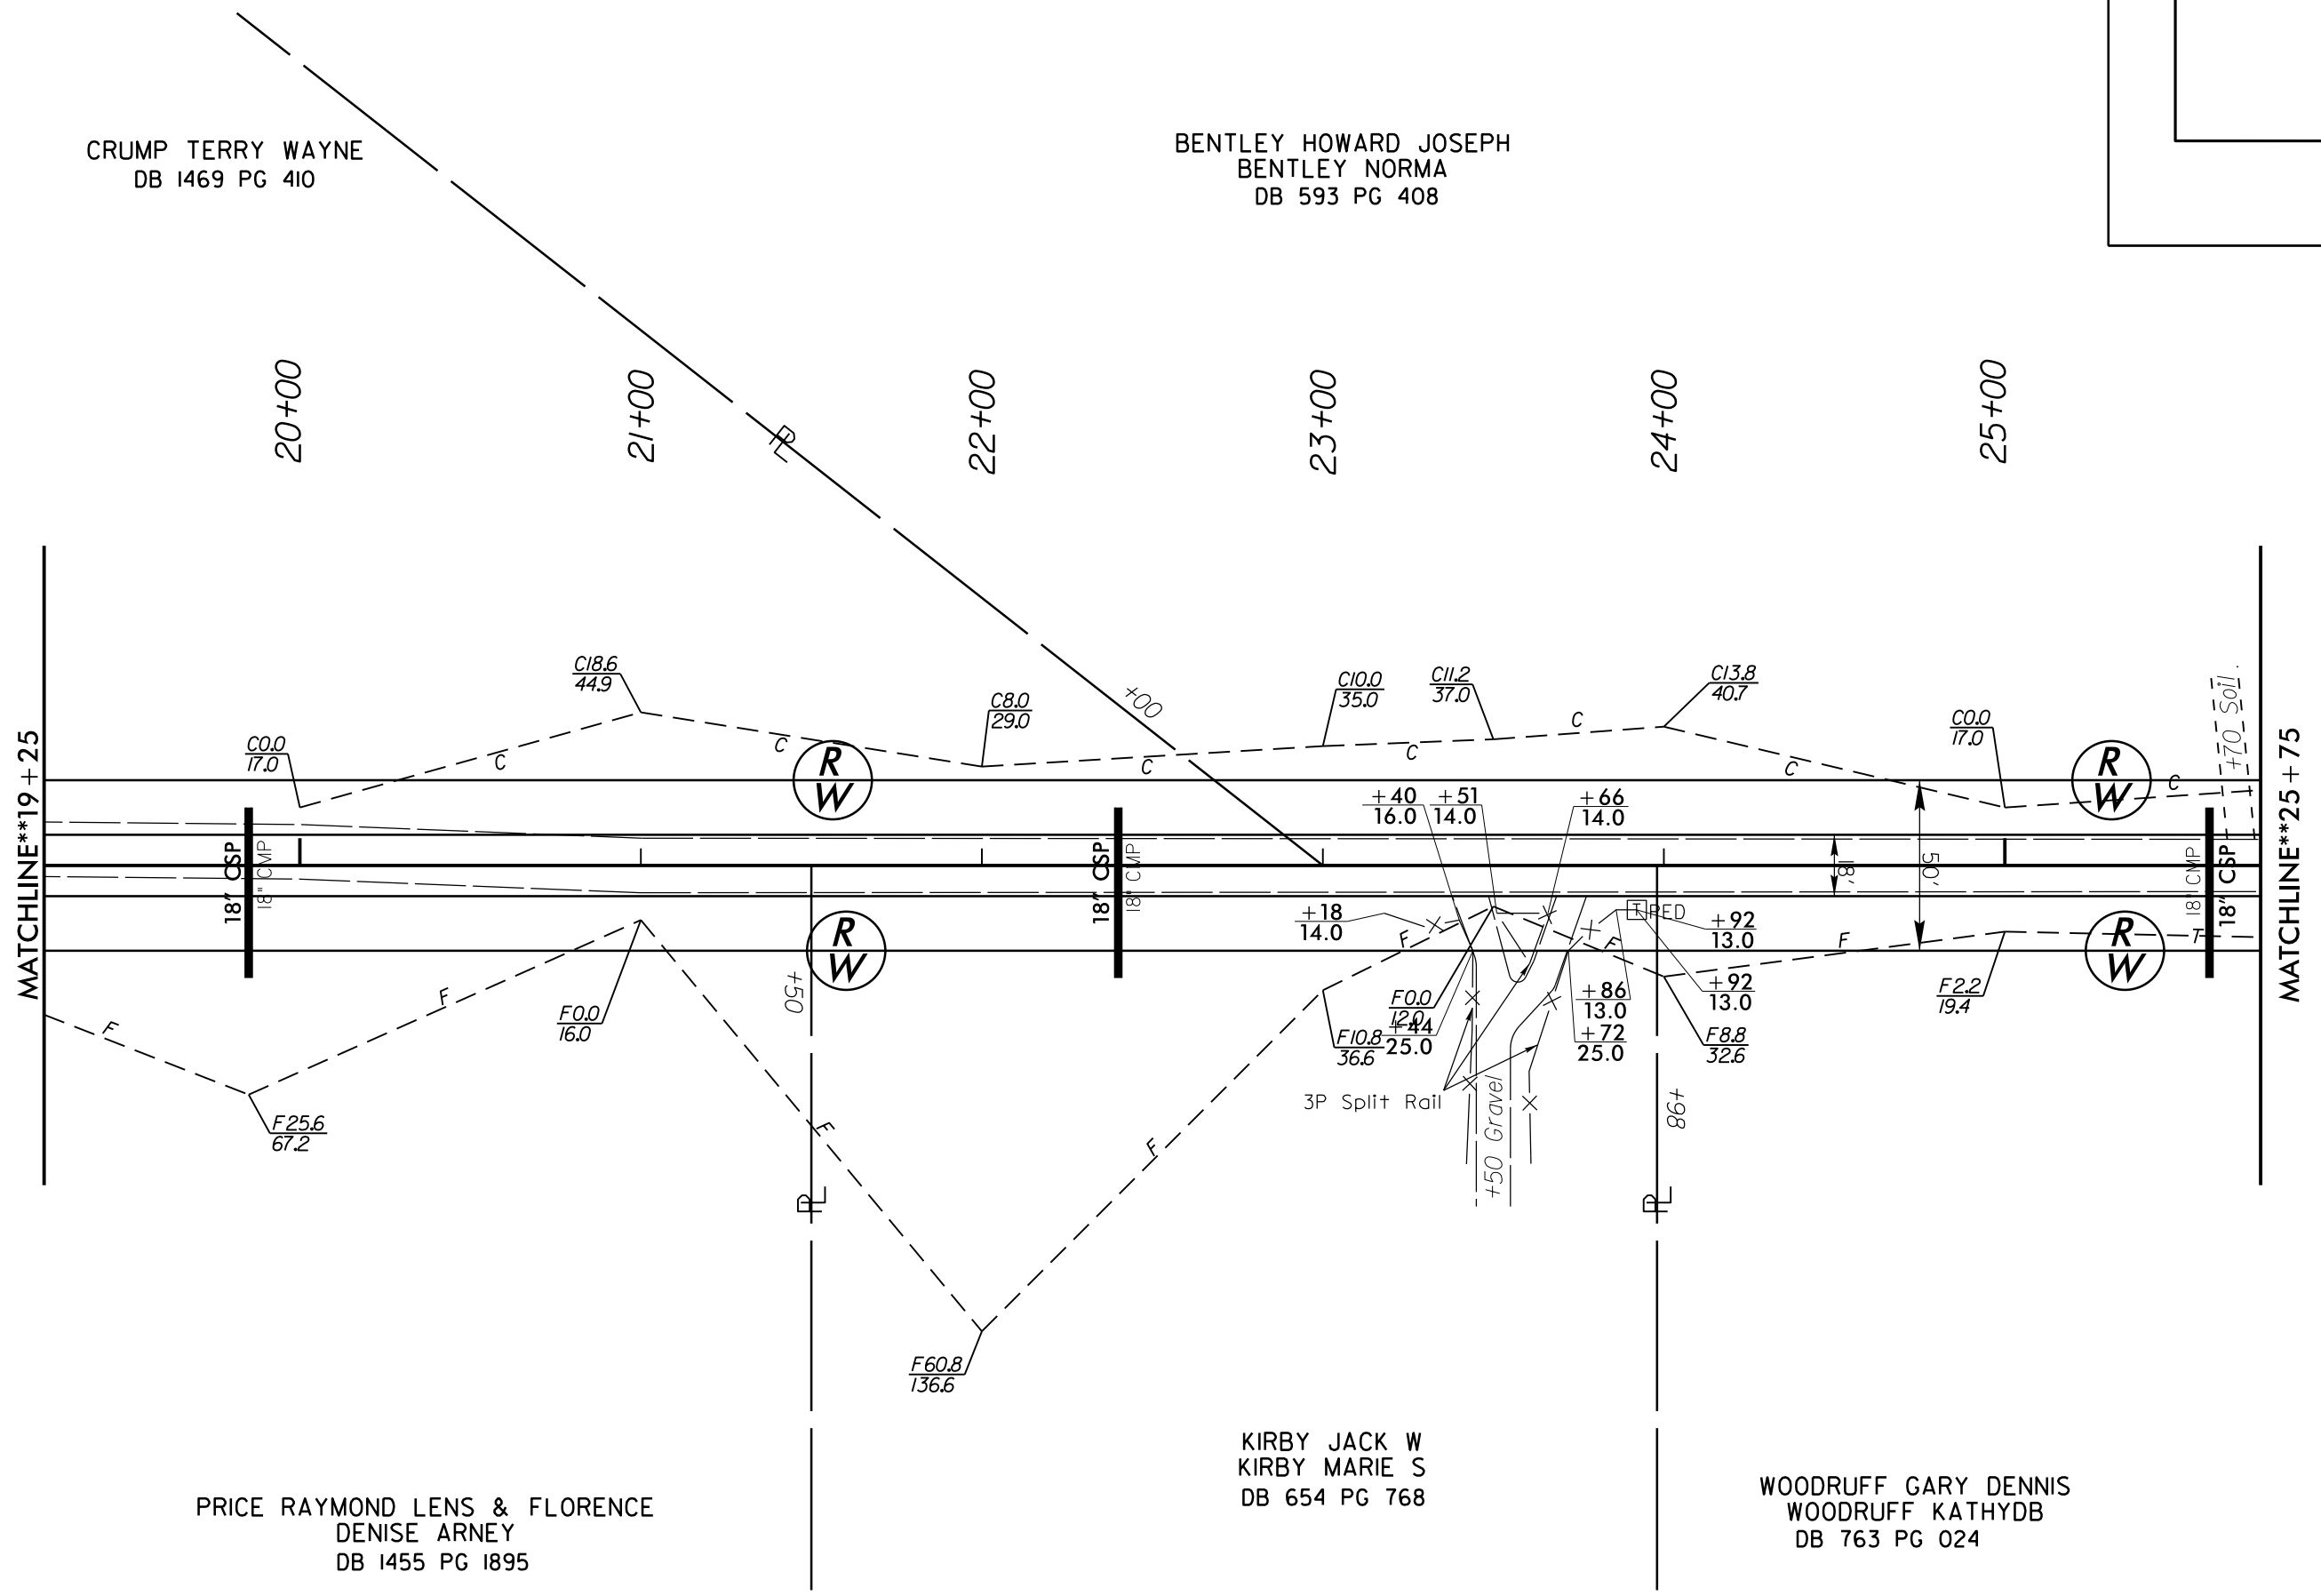 CRUMP TERRY WAYNE
DB 1469 PG 410
BENTLEY HOWARD JOSEPH
BENTLEY NORMA
DB 593 PG 408
20+00
21+00
22+00
23+00
24+00
25+00
PL
+00
MATCHLINE**19+25
MATCHLINE**25+75
C0.0
17.0
C18.6
44.9
C8.0
29.0
C10.0
35.0
C11.2
37.0
C13.8
40.7
C0.0
17.0
+70 Soil
C
C
C
C
C
C
C
R
W
R
W
+40
16.0
+51
14.0
+66
14.0
18" CSP
18" CMP
18" CSP
18" CMP
18'
50'
18" CMP
18" CSP
+18
14.0
T PED
+92
13.0
R
W
R
W
F
F
F
T
+50
F0.0
16.0
F0.0
12.0
+44
25.0
F10.8
36.6
+86
13.0
+72
25.0
+92
13.0
F8.8
32.6
F2.2
19.4
F
F
F
F
F25.6
67.2
3P Split Rail
+50 Gravel
+98
PL
PL
F60.8
136.6
PRICE RAYMOND LENS & FLORENCE
DENISE ARNEY
DB 1455 PG 1895
KIRBY JACK W
KIRBY MARIE S
DB 654 PG 768
WOODRUFF GARY DENNIS
WOODRUFF KATHYDB
DB 763 PG 024